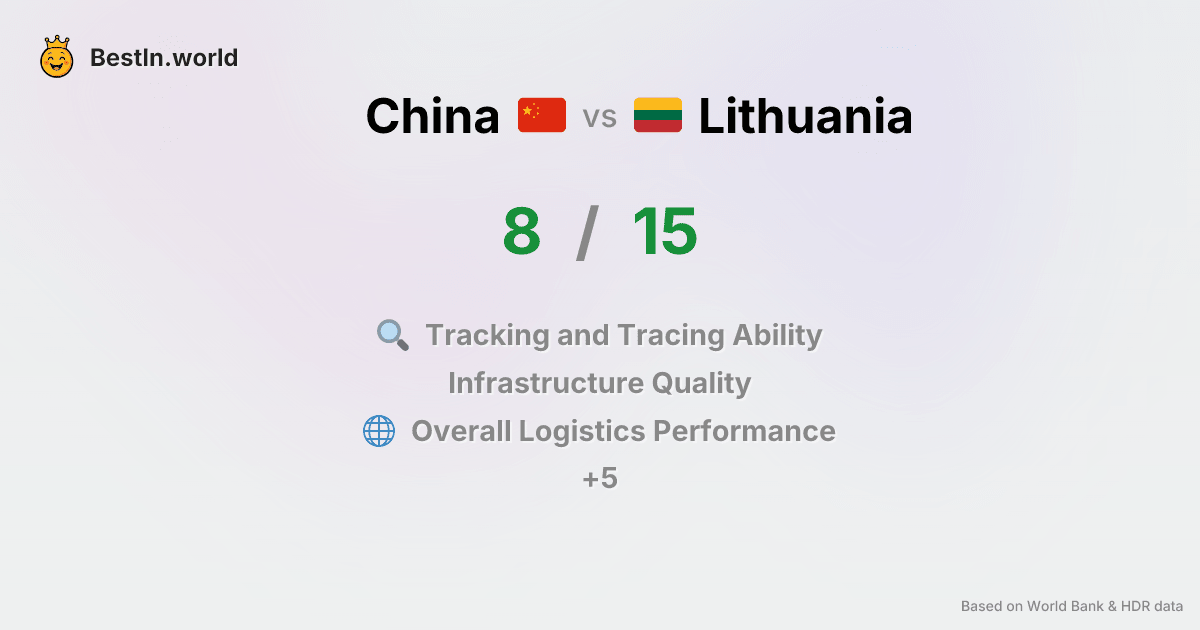 BestIn.world
China vs Lithuania
8 / 15
Tracking and Tracing Ability
Infrastructure Quality
Overall Logistics Performance
+5
Based on World Bank & HDR data